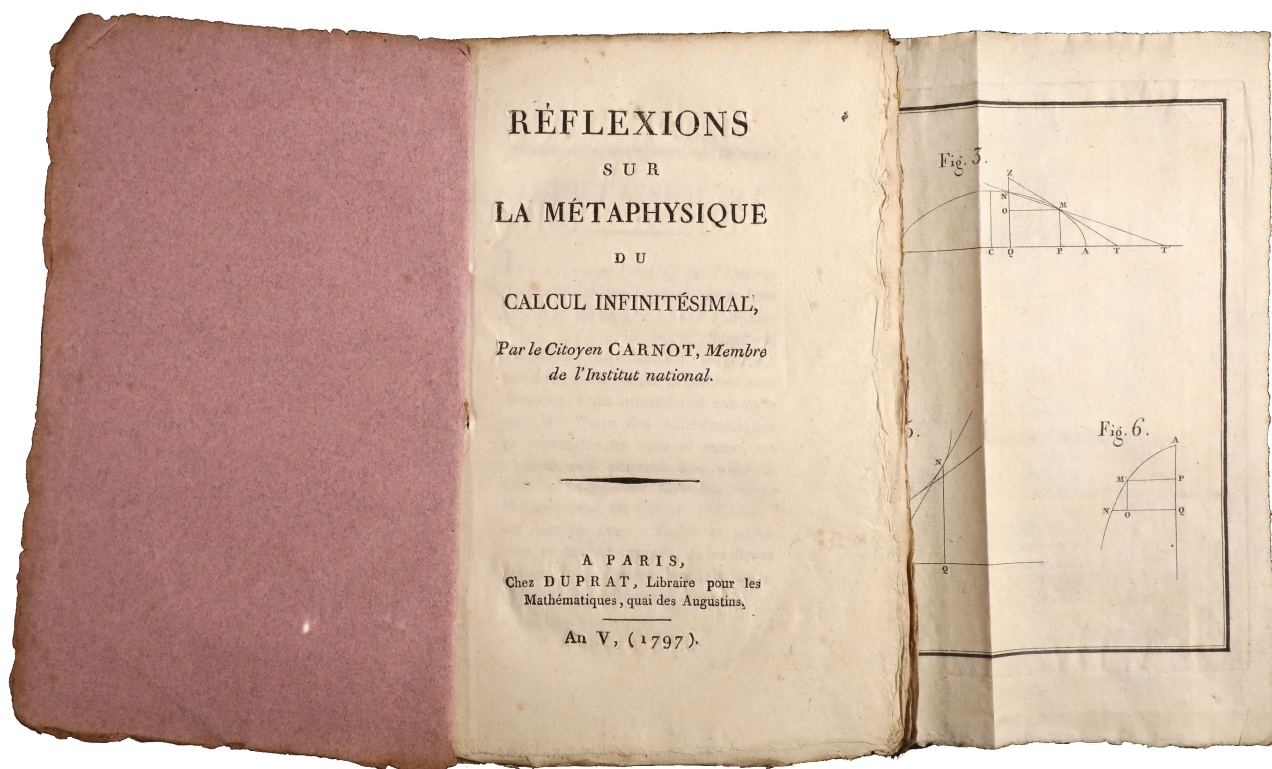 RÉFLEXIONS
SUR
LA MÉTAPHYSIQUE
DU
CALCUL INFINITÉSIMAL,
Par le Citoyen CARNOT, Membre
de l'Institut national.
A PARIS,
Chez DUPRAT, Libraire pour les
Mathématiques, quai des Augustins,
An V, (1797).
Fig. 3.
Z
N
M
O
C Q P A T T'
5.
N
Q
Fig. 6.
A
M P
N O Q